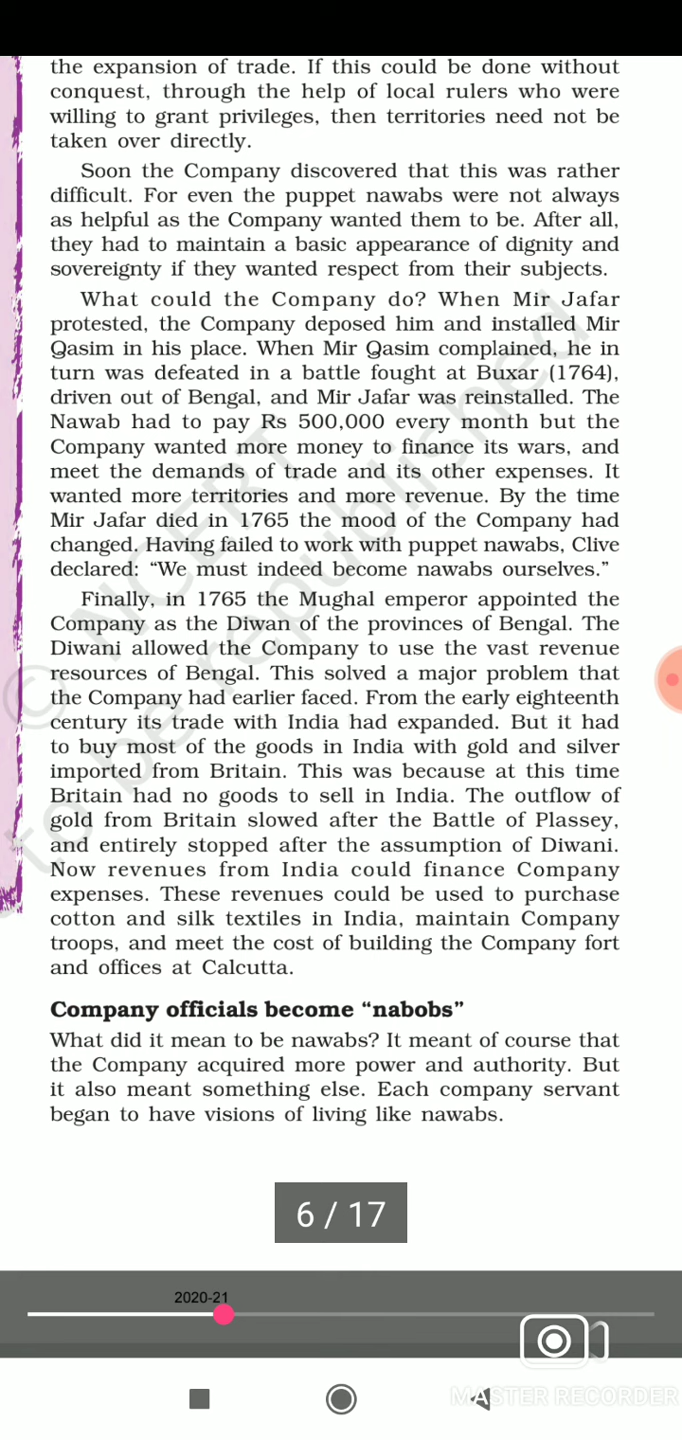 the expansion of trade. If this could be done without
conquest, through the help of local rulers who were
willing to grant privileges, then territories need not be
taken over directly.
Soon the Company discovered that this was rather
difficult. For even the puppet nawabs were not always
as helpful as the Company wanted them to be. After all,
they had to maintain a basic appearance of dignity and
sovereignty if they wanted respect from their subjects.
What could the Company do? When Mir Jafar
protested, the Company deposed him and installed Mir
Qasim in his place. When Mir Qasim complained, he in
turn was defeated in a battle fought at Buxar (1764),
driven out of Bengal, and Mir Jafar was reinstalled. The
Nawab had to pay Rs 500,000 every month but the
Company wanted more money to finance its wars, and
meet the demands of trade and its other expenses. It
wanted more territories and more revenue. By the time
Mir Jafar died in 1765 the mood of the Company had
changed. Having failed to work with puppet nawabs, Clive
declared: “We must indeed become nawabs ourselves.”
Finally, in 1765 the Mughal emperor appointed the
Company as the Diwan of the provinces of Bengal. The
Diwani allowed the Company to use the vast revenue
resources of Bengal. This solved a major problem that
the Company had earlier faced. From the early eighteenth
century its trade with India had expanded. But it had
to buy most of the goods in India with gold and silver
imported from Britain. This was because at this time
Britain had no goods to sell in India. The outflow of
gold from Britain slowed after the Battle of Plassey,
and entirely stopped after the assumption of Diwani.
Now revenues from India could finance Company
expenses. These revenues could be used to purchase
cotton and silk textiles in India, maintain Company
troops, and meet the cost of building the Company fort
and offices at Calcutta.
Company officials become “nabobs”
What did it mean to be nawabs? It meant of course that
the Company acquired more power and authority. But
it also meant something else. Each company servant
began to have visions of living like nawabs.
© NCERT
to be republished
6 / 17
2020-21
MASTER RECORDER